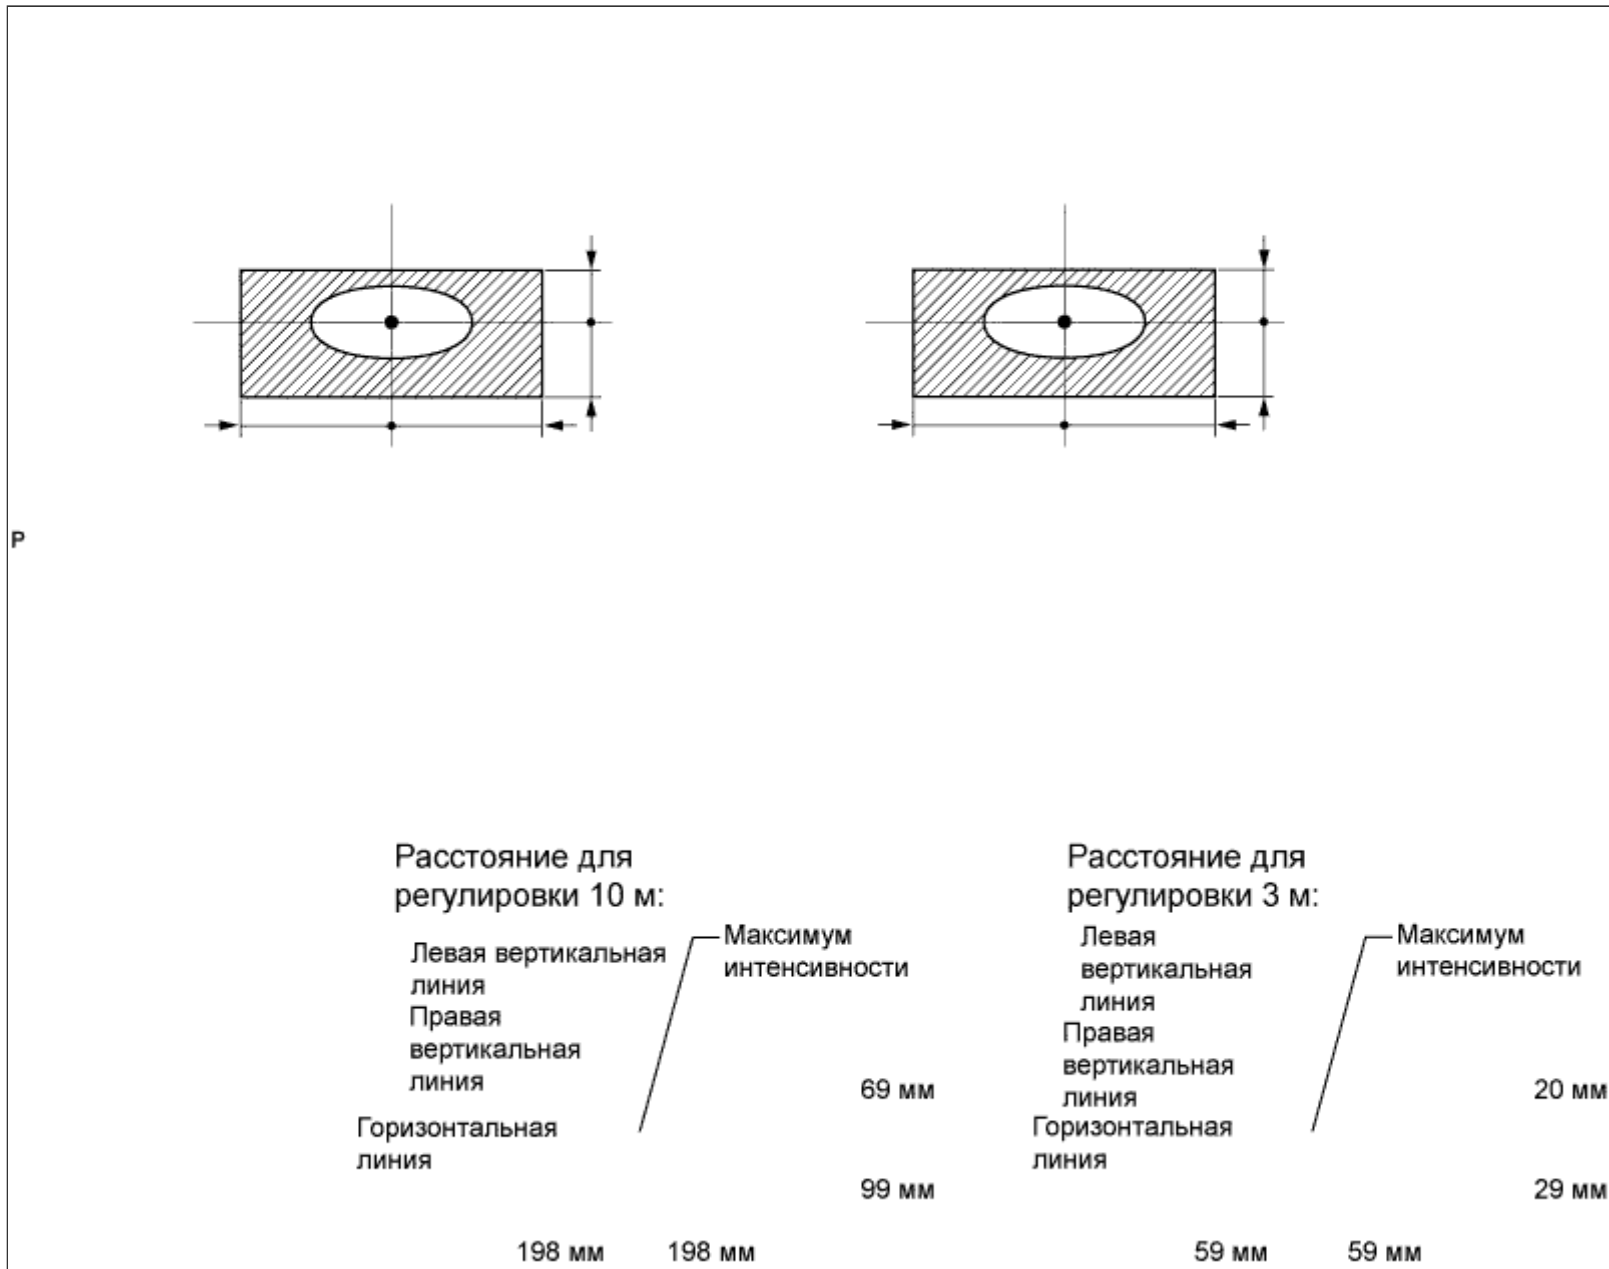 P
Расстояние для
регулировки 10 м:
Левая вертикальная
линия
Правая
вертикальная
линия
Горизонтальная
линия
Максимум
интенсивности
69 мм
99 мм
198 мм 198 мм
Расстояние для
регулировки 3 м:
Левая
вертикальная
линия
Правая
вертикальная
линия
Горизонтальная
линия
Максимум
интенсивности
20 мм
29 мм
59 мм 59 мм